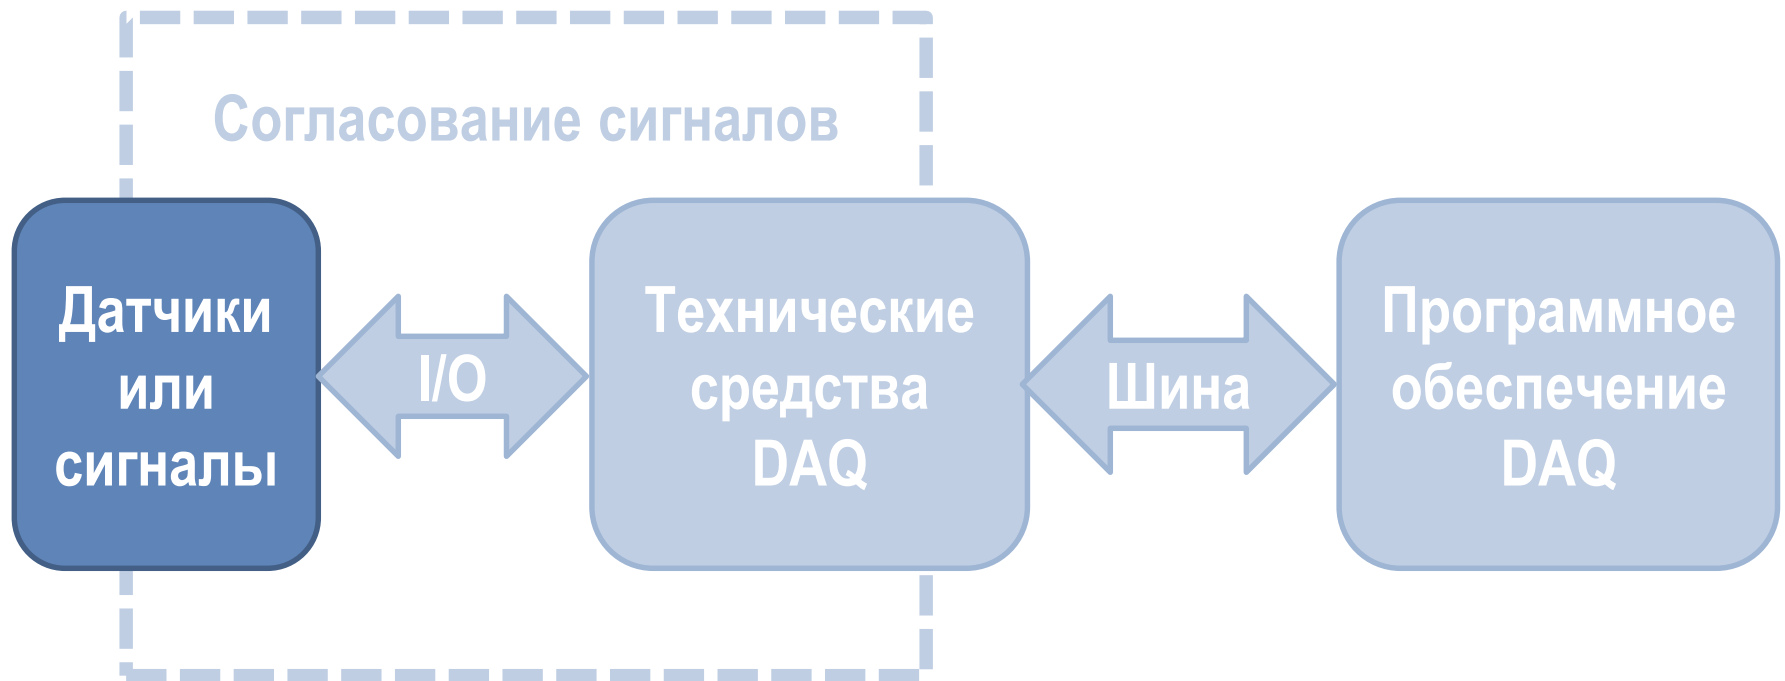 Согласование сигналов
Датчики
или
сигналы
I/O
Технические
средства
DAQ
Шина
Программное
обеспечение
DAQ